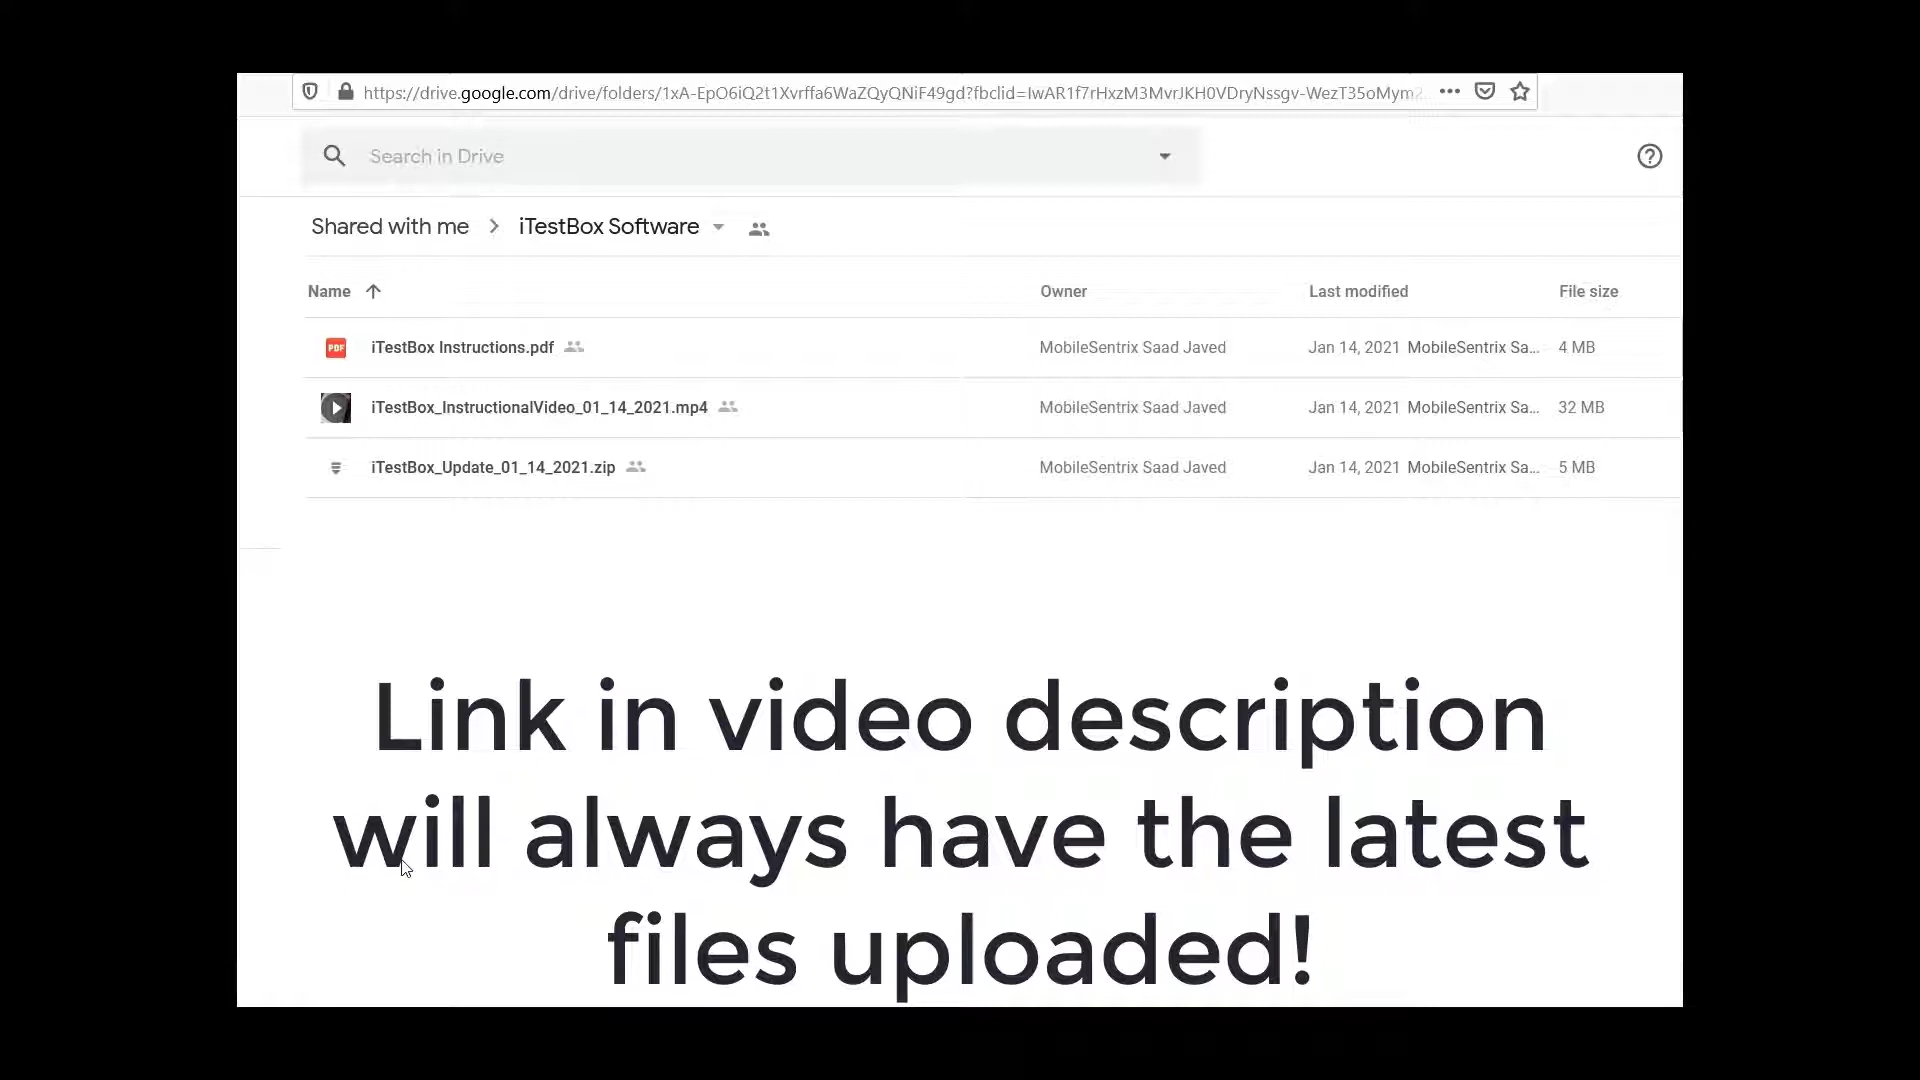 https://drive.google.com/drive/folders/1xA-EpO6iQ2t1Xvrffa6WaZQyQNiF49gd?fbclid=IwAR1f7rHxzM3MvrJKH0VDryNssgv-WezT35oMym2
Search in Drive
Shared with me > iTestBox Software
Name Owner Last modified File size
PDF iTestBox Instructions.pdf MobileSentrix Saad Javed Jan 14, 2021 MobileSentrix Sa... 4 MB
iTestBox_InstructionalVideo_01_14_2021.mp4 MobileSentrix Saad Javed Jan 14, 2021 MobileSentrix Sa... 32 MB
iTestBox_Update_01_14_2021.zip MobileSentrix Saad Javed Jan 14, 2021 MobileSentrix Sa... 5 MB
Link in video description
will always have the latest
files uploaded!